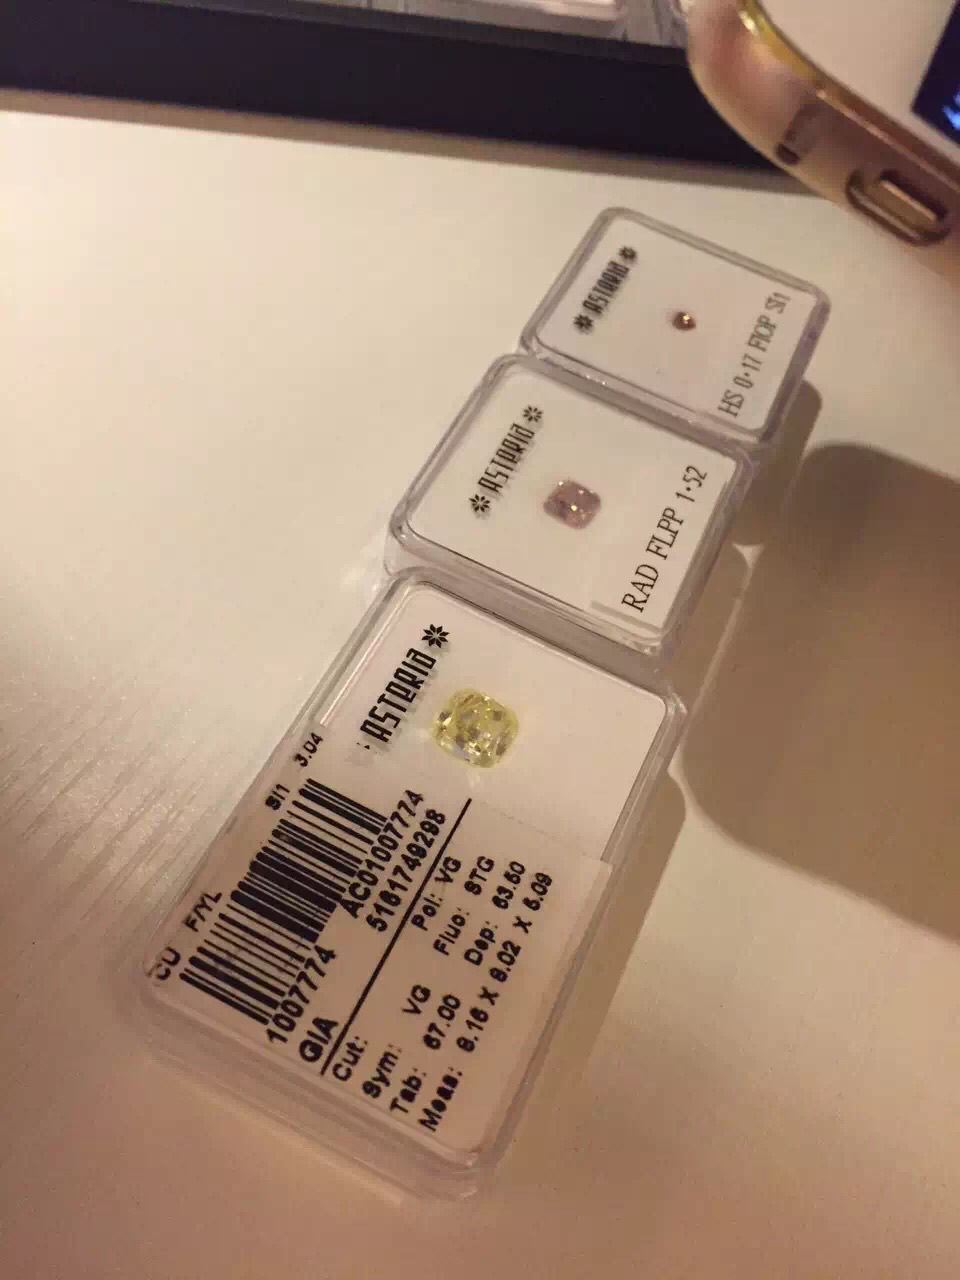 ASTERIA
HS 0.17 FIOP SI1
ASTERIA
RAD FLPP 1.52
ASTERIA
CU F/YL SI1 3.04
AC01007774
1007774 5161749298
GIA
Cut: Pol: VG
Sym: VG Fluo: STG
Tab: 67.00 Dep: 63.50
Meas: 8.16 X 8.02 X 5.09